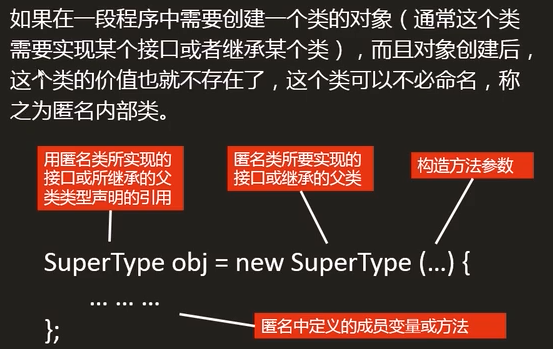 如果在一段程序中需要创建一个类的对象（通常这个类
需要实现某个接口或者继承某个类），而且对象创建后，
这个类的价值也就不存在了，这个类可以不必命名，称
之为匿名内部类。
用匿名类所实现的
接口或所继承的父
类类型声明的引用
匿名类所要实现的
接口或继承的父类
构造方法参数
SuperType obj = new SuperType (…) {
… … …
};
匿名中定义的成员变量或方法